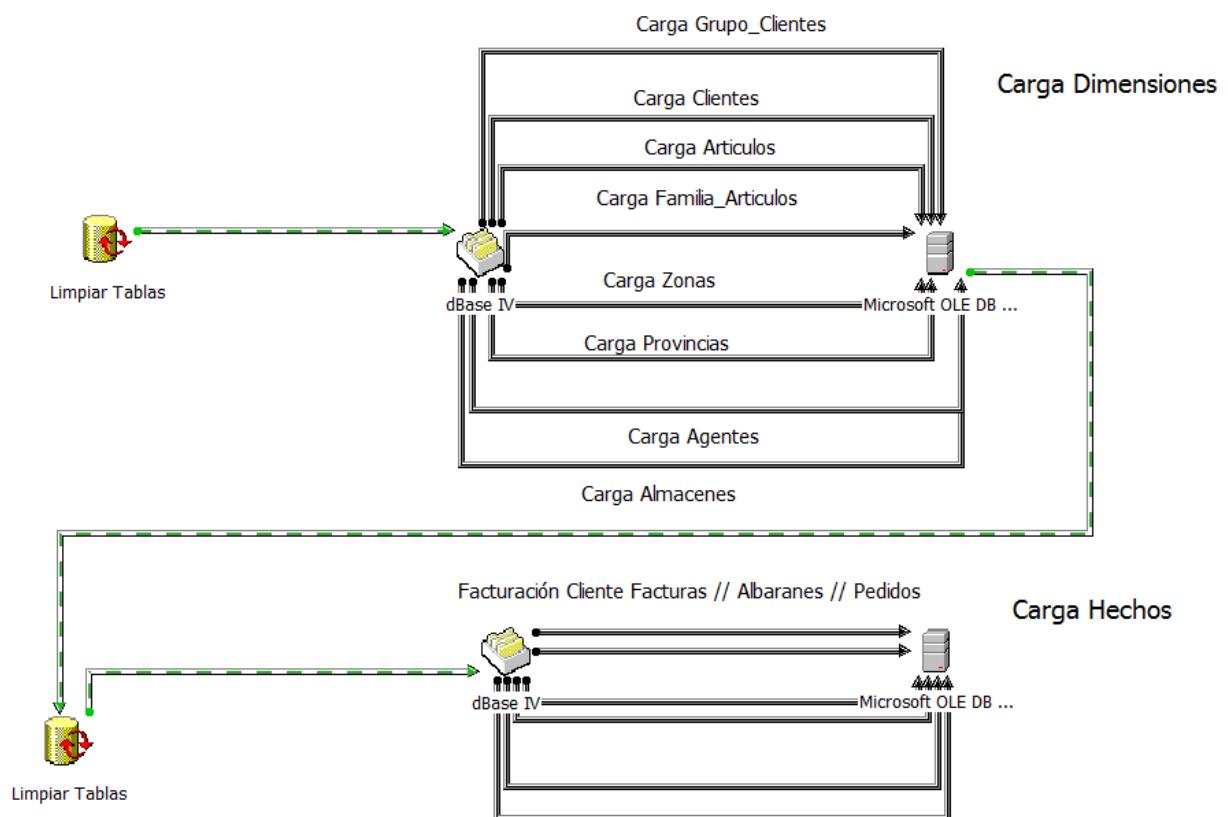 Carga Grupo_Clientes
Carga Dimensiones
Carga Clientes
Carga Articulos
Carga Familia_Articulos
Limpiar Tablas
Carga Zonas
dBase IV
Microsoft OLE DB ...
Carga Provincias
Carga Agentes
Carga Almacenes
Facturación Cliente Facturas // Albaranes // Pedidos
Carga Hechos
dBase IV
Microsoft OLE DB ...
Limpiar Tablas